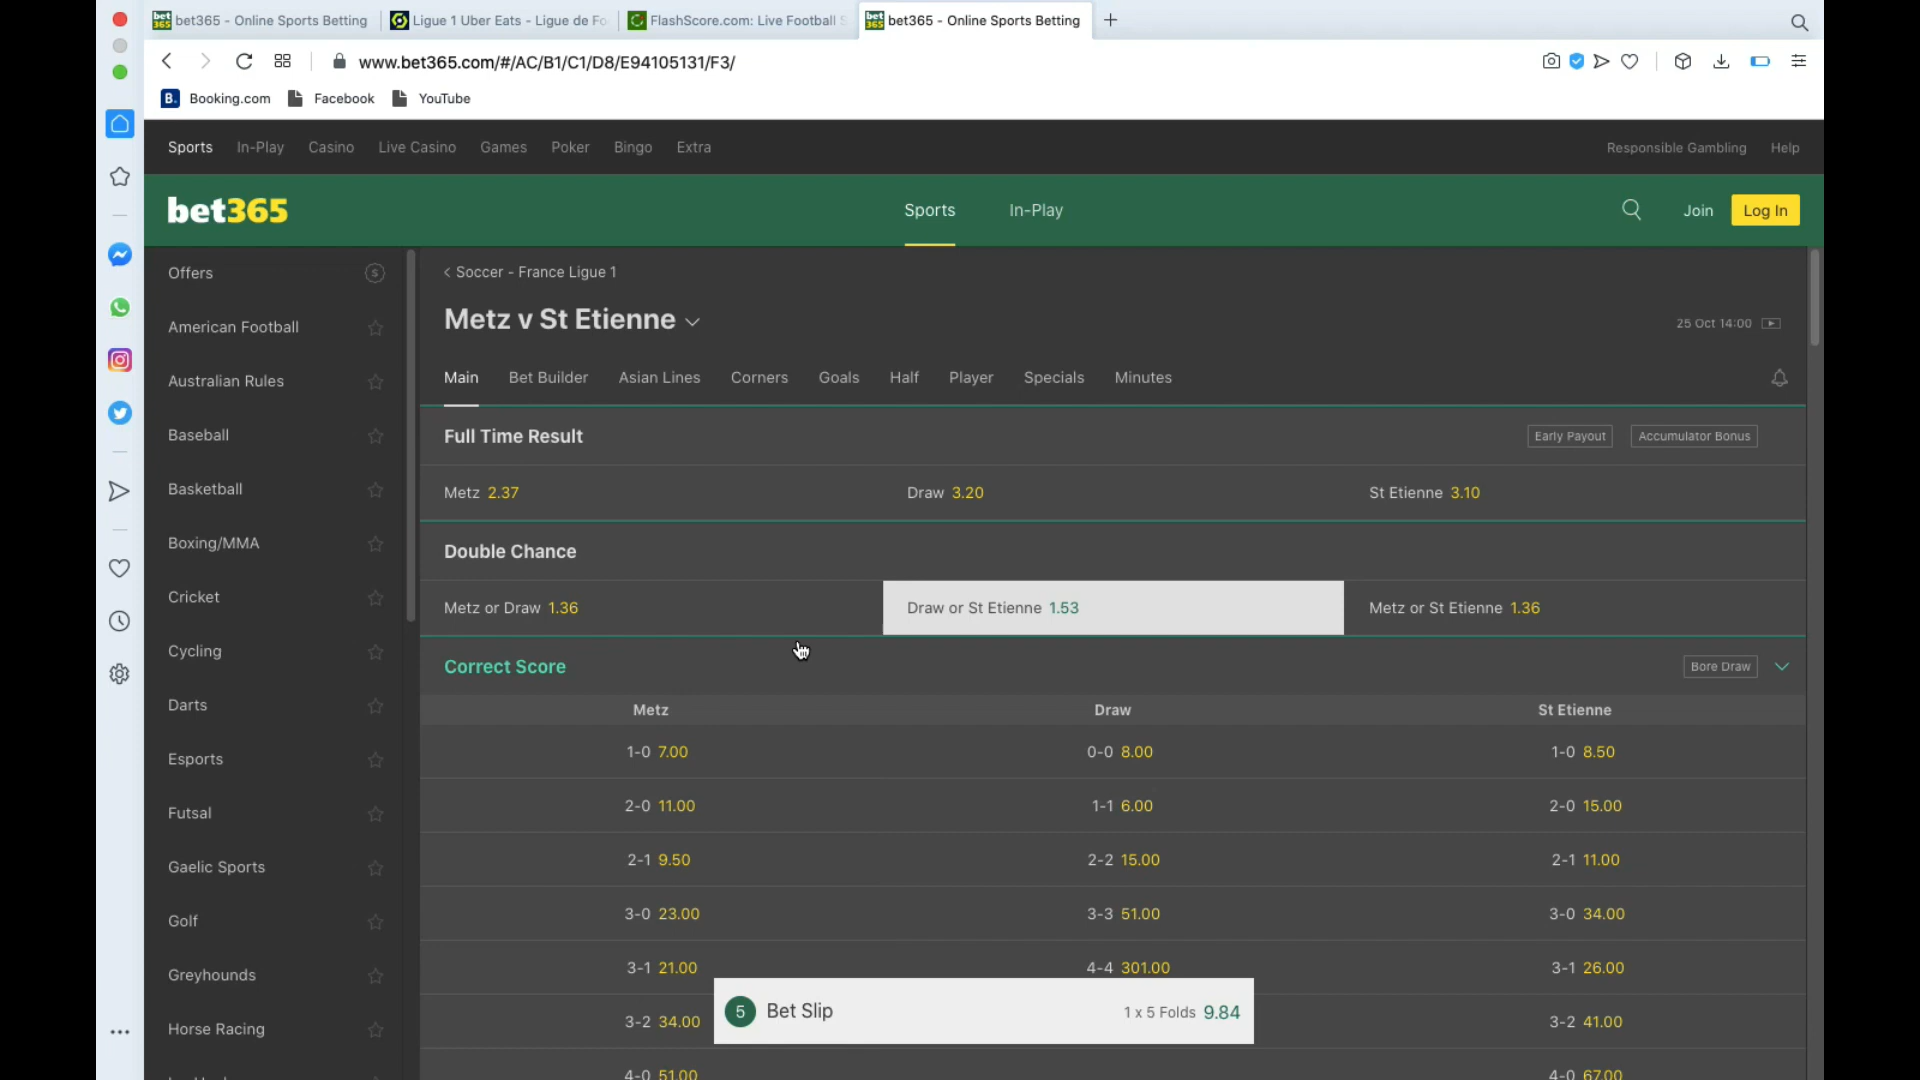 bet365 - Online Sports Betting
Ligue 1 Uber Eats - Ligue de Fo
FlashScore.com: Live Football S
bet365 - Online Sports Betting
www.bet365.com/#/AC/B1/C1/D8/E94105131/F3/
B. Booking.com Facebook YouTube
Sports In-Play Casino Live Casino Games Poker Bingo Extra Responsible Gambling Help
bet365 Sports In-Play Join Log In
Offers
American Football
Australian Rules
Baseball
Basketball
Boxing/MMA
Cricket
Cycling
Darts
Esports
Futsal
Gaelic Sports
Golf
Greyhounds
Horse Racing
< Soccer - France Ligue 1
Metz v St Etienne
25 Oct 14:00
Main Bet Builder Asian Lines Corners Goals Half Player Specials Minutes
Full Time Result Early Payout Accumulator Bonus
Metz 2.37 Draw 3.20 St Etienne 3.10
Double Chance
Metz or Draw 1.36 Draw or St Etienne 1.53 Metz or St Etienne 1.36
Correct Score Bore Draw
Metz Draw St Etienne
1-0 7.00 0-0 8.00 1-0 8.50
2-0 11.00 1-1 6.00 2-0 15.00
2-1 9.50 2-2 15.00 2-1 11.00
3-0 23.00 3-3 51.00 3-0 34.00
3-1 21.00 4-4 301.00 3-1 26.00
3-2 34.00 3-2 41.00
4-0 51.00 4-0 67.00
5 Bet Slip 1 x 5 Folds 9.84